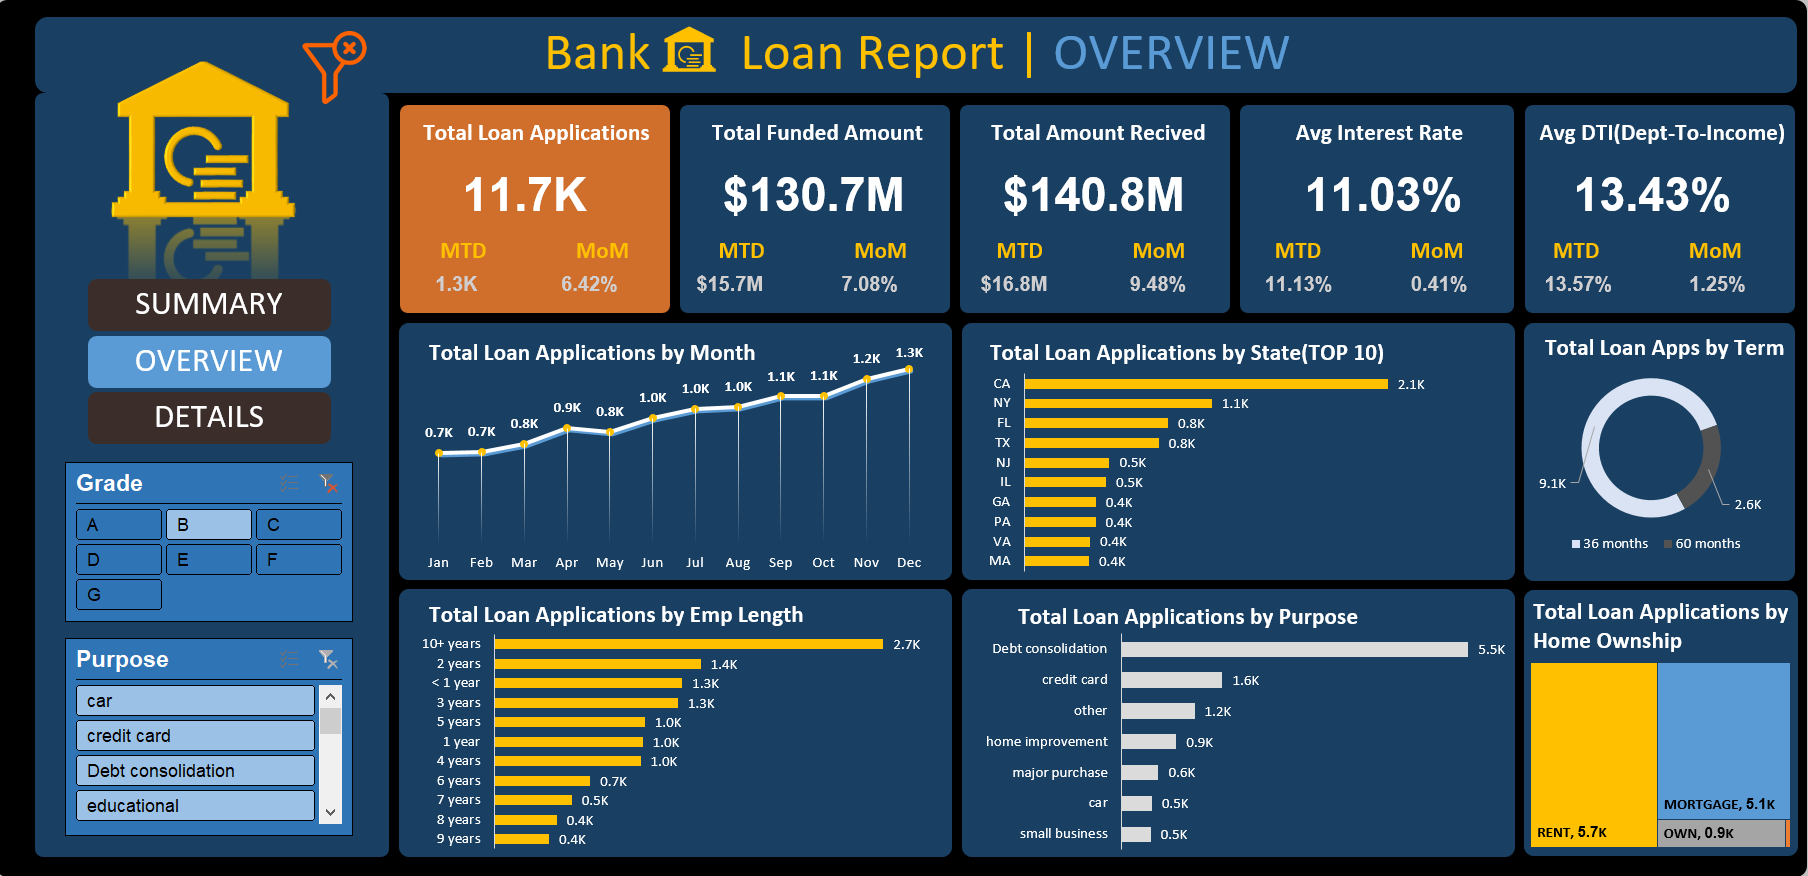 Bank Loan Report | OVERVIEW
SUMMARY
OVERVIEW
DETAILS
Grade
A B C
D E F
G
Purpose
car
credit card
Debt consolidation
educational
Total Loan Applications
11.7K
MTD MoM
1.3K 6.42%
Total Funded Amount
$130.7M
MTD MoM
$15.7M 7.08%
Total Amount Recived
$140.8M
MTD MoM
$16.8M 9.48%
Avg Interest Rate
11.03%
MTD MoM
11.13% 0.41%
Avg DTI(Dept-To-Income)
13.43%
MTD MoM
13.57% 1.25%
Total Loan Applications by Month
0.7K 0.7K 0.8K 0.9K 0.8K 1.0K 1.0K 1.0K 1.1K 1.1K 1.2K 1.3K
Jan Feb Mar Apr May Jun Jul Aug Sep Oct Nov Dec
Total Loan Applications by State(TOP 10)
CA 2.1K
NY 1.1K
FL 0.8K
TX 0.8K
NJ 0.5K
IL 0.5K
GA 0.4K
PA 0.4K
VA 0.4K
MA 0.4K
Total Loan Apps by Term
9.1K
2.6K
36 months 60 months
Total Loan Applications by Emp Length
10+ years 2.7K
2 years 1.4K
< 1 year 1.3K
3 years 1.3K
5 years 1.0K
1 year 1.0K
4 years 1.0K
6 years 0.7K
7 years 0.5K
8 years 0.4K
9 years 0.4K
Total Loan Applications by Purpose
Debt consolidation 5.5K
credit card 1.6K
other 1.2K
home improvement 0.9K
major purchase 0.6K
car 0.5K
small business 0.5K
Total Loan Applications by
Home Ownship
MORTGAGE, 5.1K
RENT, 5.7K
OWN, 0.9K